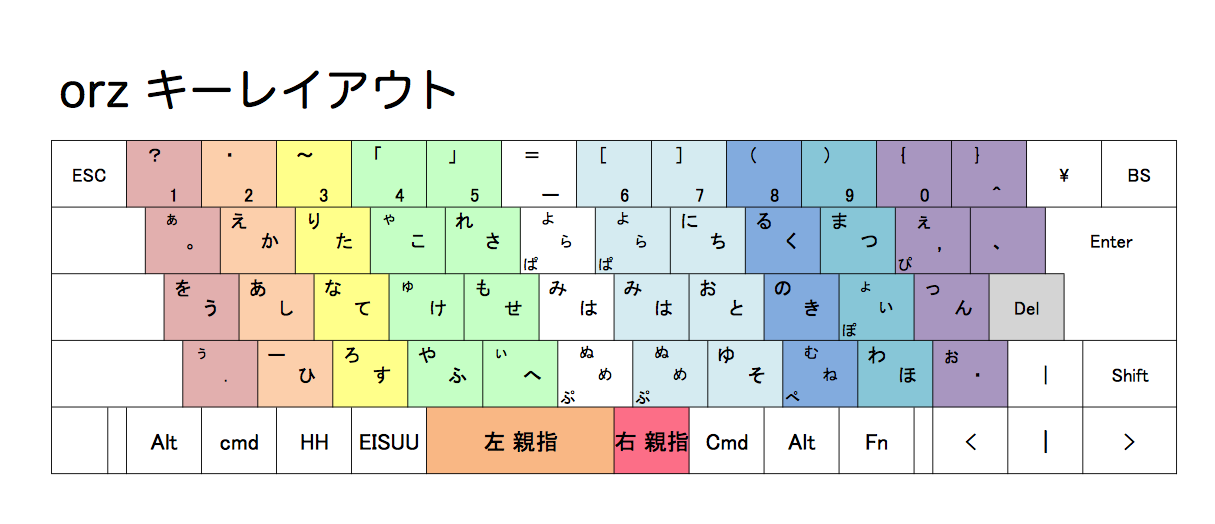 orz キーレイアウト
ESC ? 1 ・ 2 ～ 3 「 4 」 5 = ー [ 6 ] 7 ( 8 ) 9 { 0 } ^ ¥ BS
ぁ 。 え か り た ゃ こ れ さ よ ら ぱ よ ら ぱ に ち る く ま つ ぇ , ぴ 、 Enter
を う あ し な て ゅ け も せ み は み は お と の き ょ い ぽ っ ん Del
ぅ . ー ひ ろ す や ふ ぃ へ ぬ め ぷ ぬ め ぷ ゆ そ む ね ぺ わ ほ ぉ ・ | Shift
Alt cmd HH EISUU 左 親指 右 親指 Cmd Alt Fn < | >